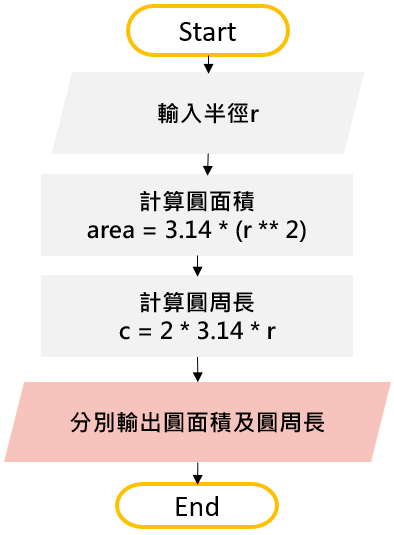 Start
輸入半徑r
計算圓面積
area = 3.14 * (r ** 2)
計算圓周長
c = 2 * 3.14 * r
分別輸出圓面積及圓周長
End